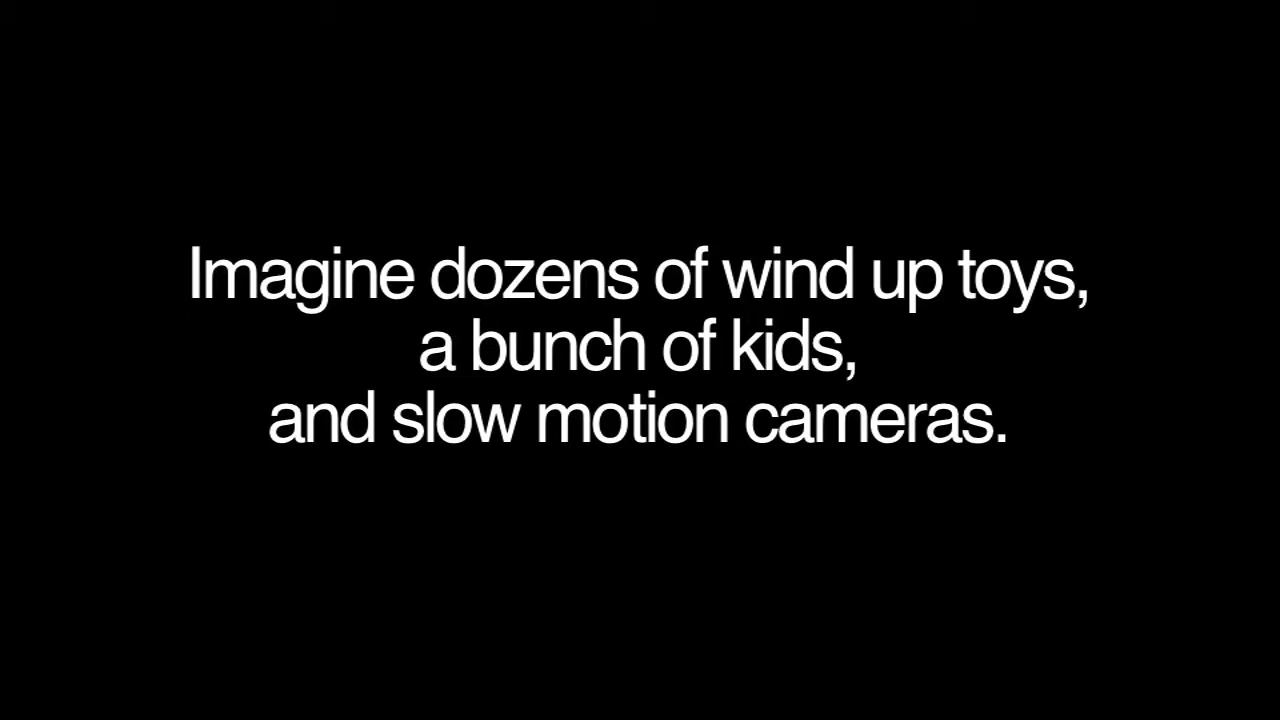 Imagine dozens of wind up toys,
a bunch of kids,
and slow motion cameras.